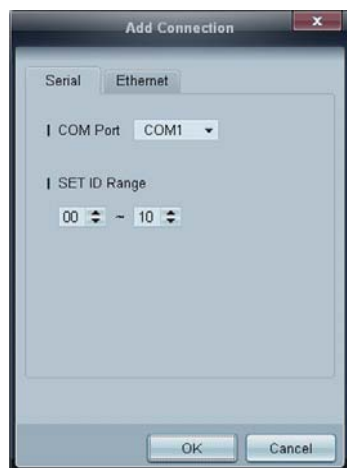 Add Connection
x
Serial Ethernet
COM Port COM1
SET ID Range
00 ~ 10
OK Cancel